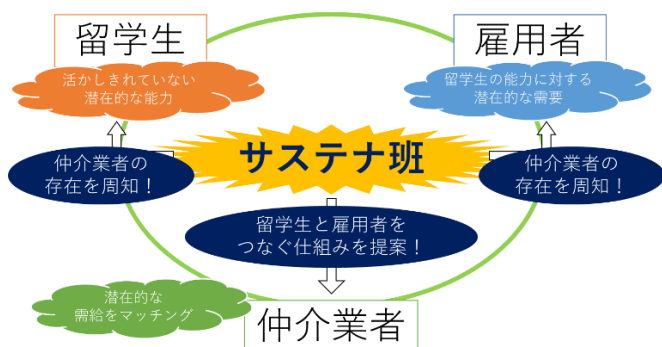 留学生
雇用者
活かしきれていない
潜在的な能力
留学生の能力に対する
潜在的な需要
仲介業者の
存在を周知！
サステナ班
仲介業者の
存在を周知！
留学生と雇用者を
つなぐ仕組みを提案！
潜在的な
需給をマッチング
仲介業者